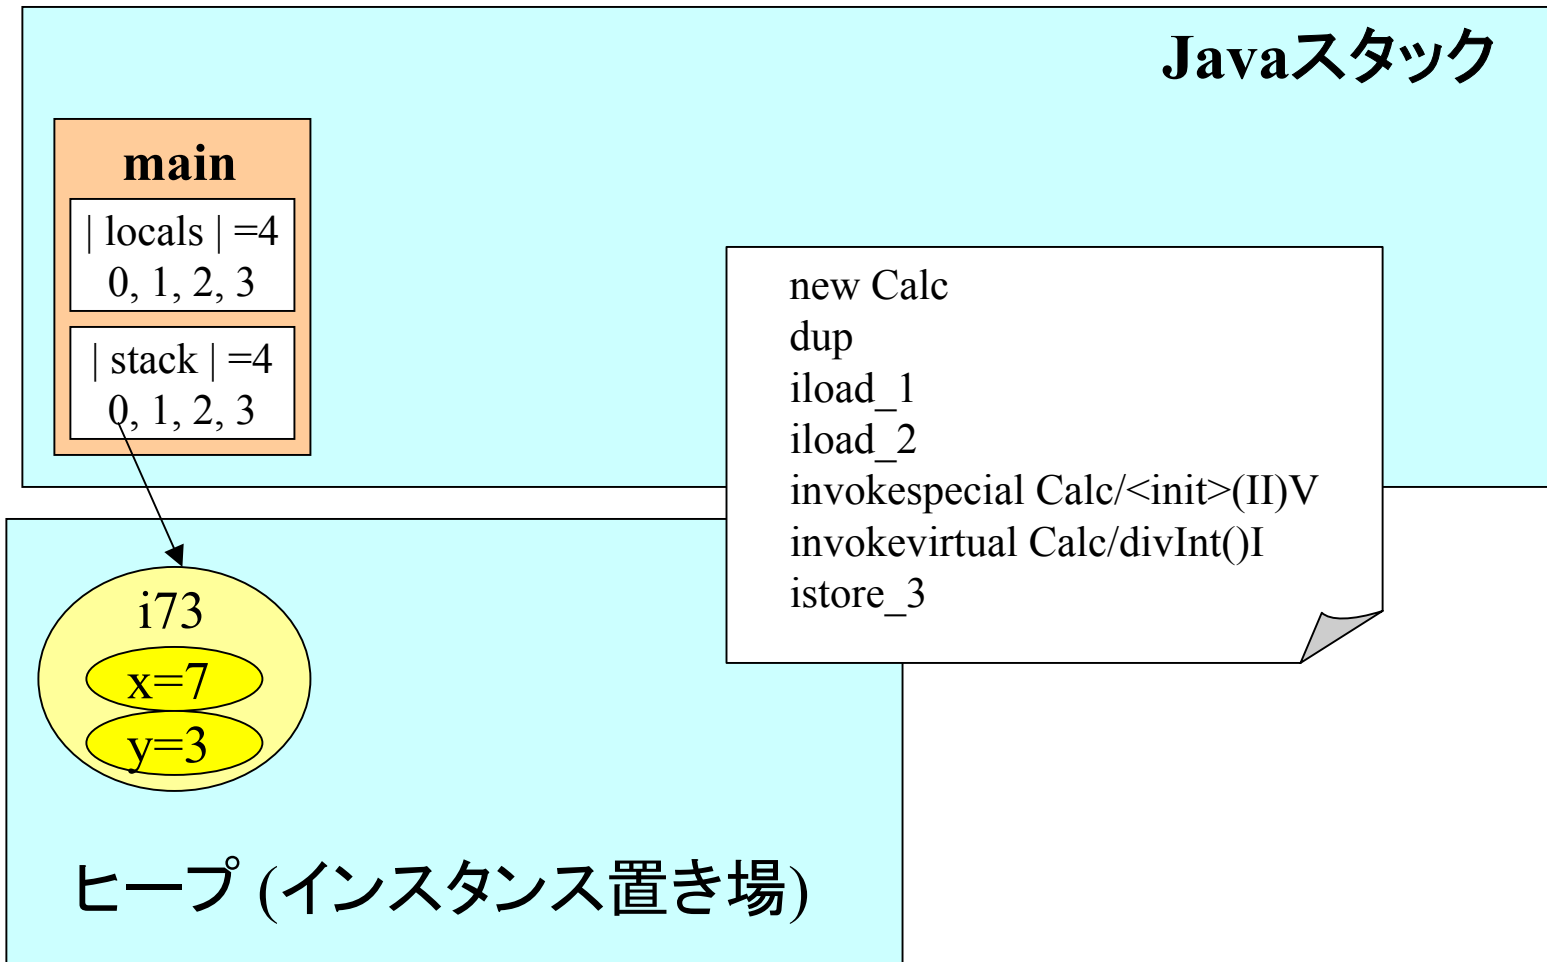 Javaスタック
main
| locals | =4
0, 1, 2, 3
| stack | =4
0, 1, 2, 3
new Calc
dup
iload_1
iload_2
invokespecial Calc/<init>(II)V
invokevirtual Calc/divInt()I
istore_3
i73
x=7
y=3
ヒープ (インスタンス置き場)